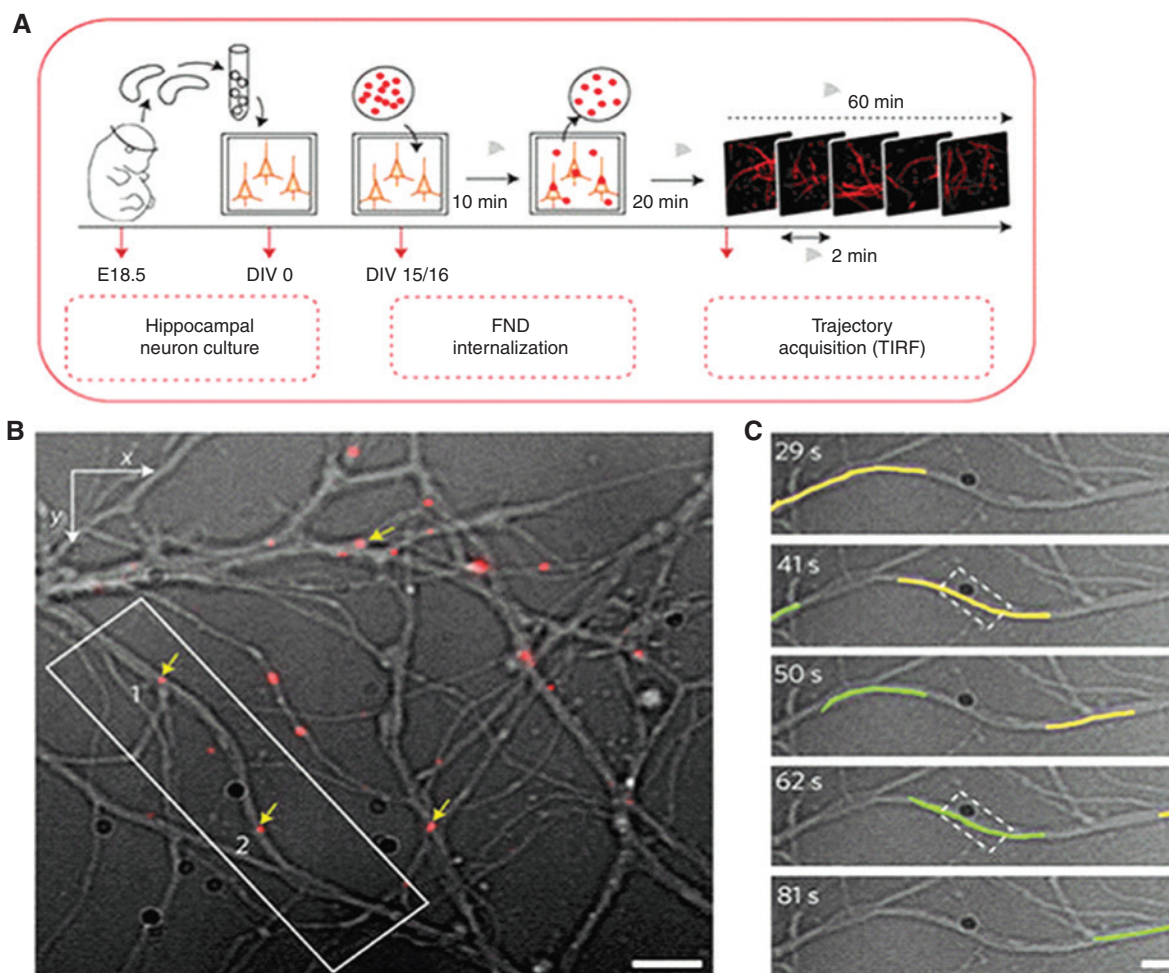 A
60 min
10 min
20 min
2 min
E18.5
DIV 0
DIV 15/16
Hippocampal
neuron culture
FND
internalization
Trajectory
acquisition (TIRF)
B
x
y
1
2
C
29 s
41 s
50 s
62 s
81 s